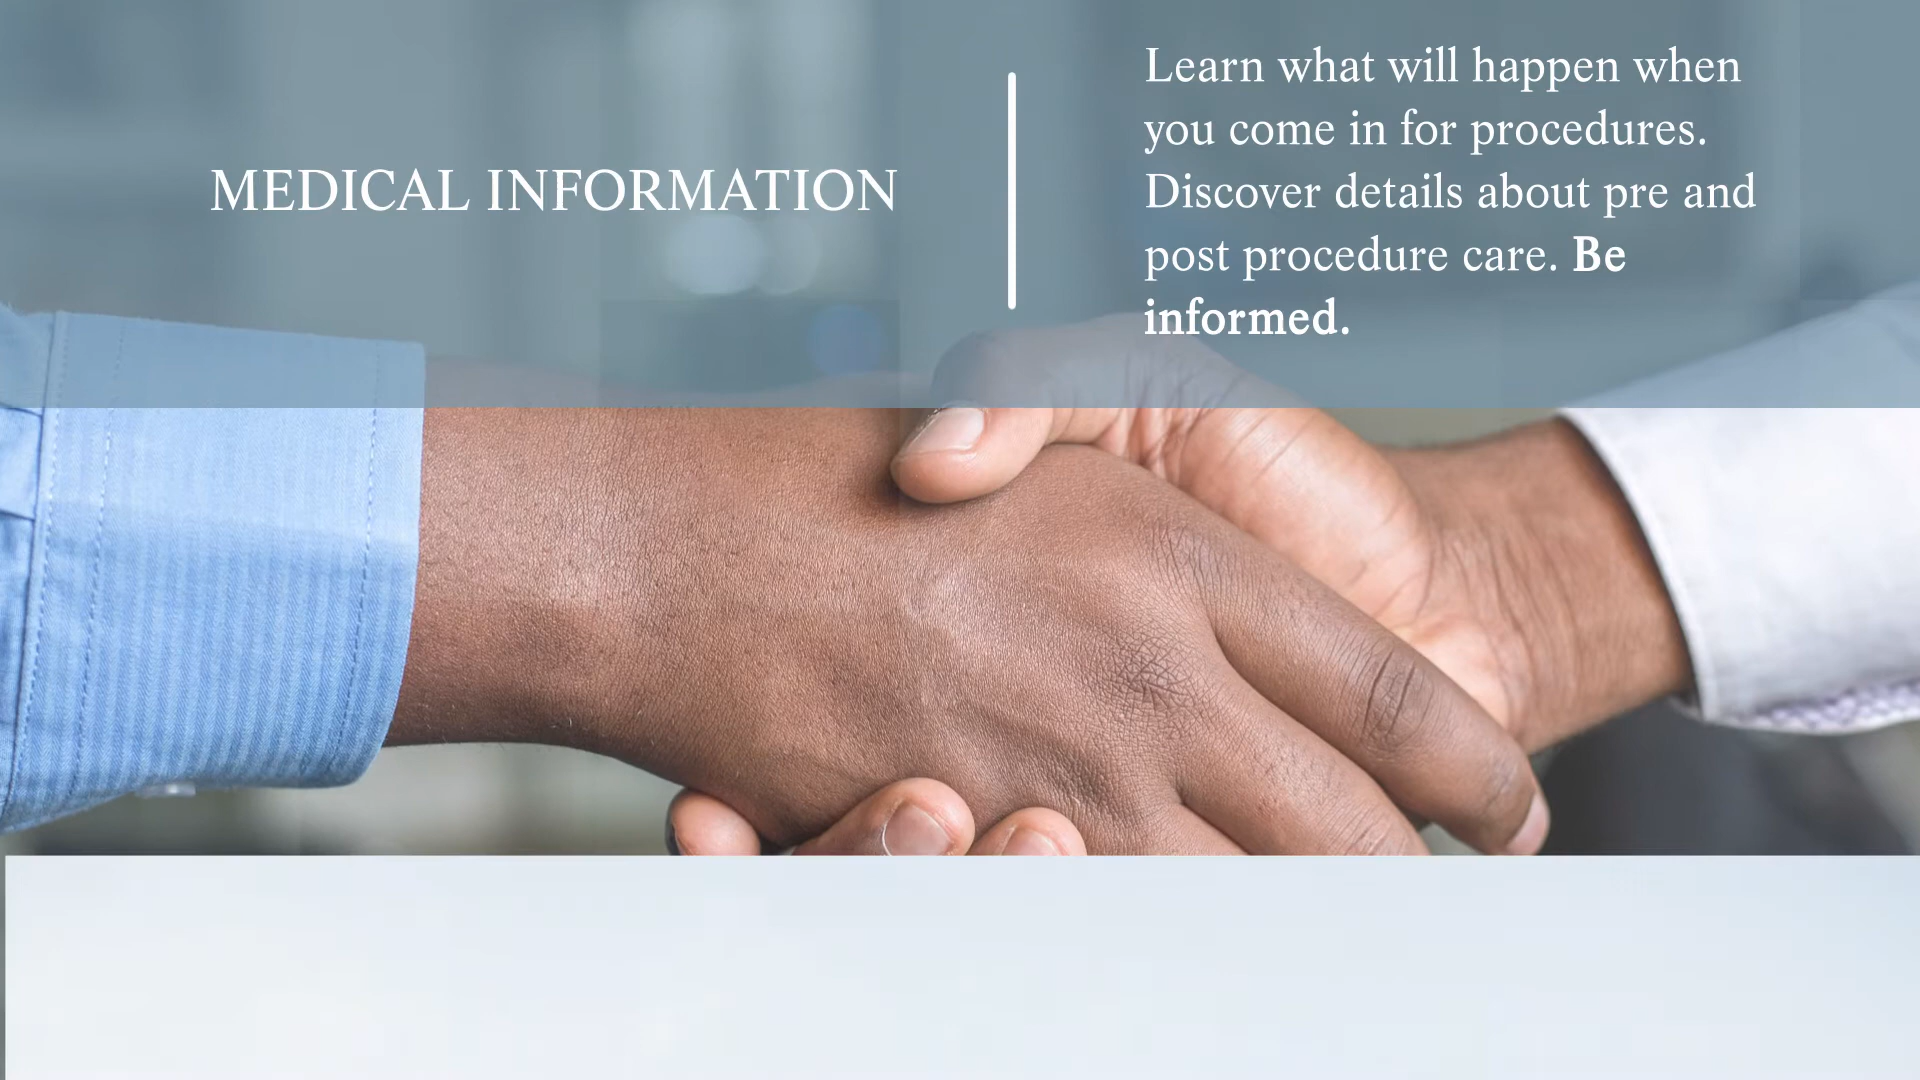 MEDICAL INFORMATION
Learn what will happen when
you come in for procedures.
Discover details about pre and
post procedure care. Be
informed.